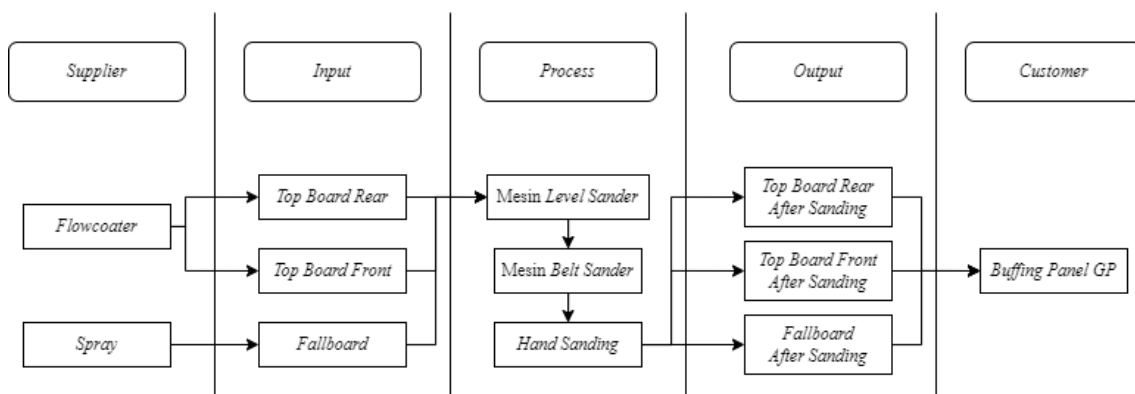 Supplier
Input
Process
Output
Customer
Flowcoater
Spray
Top Board Rear
Top Board Front
Fallboard
Mesin Level Sander
Mesin Belt Sander
Hand Sanding
Top Board Rear
After Sanding
Top Board Front
After Sanding
Fallboard
After Sanding
Buffing Panel GP